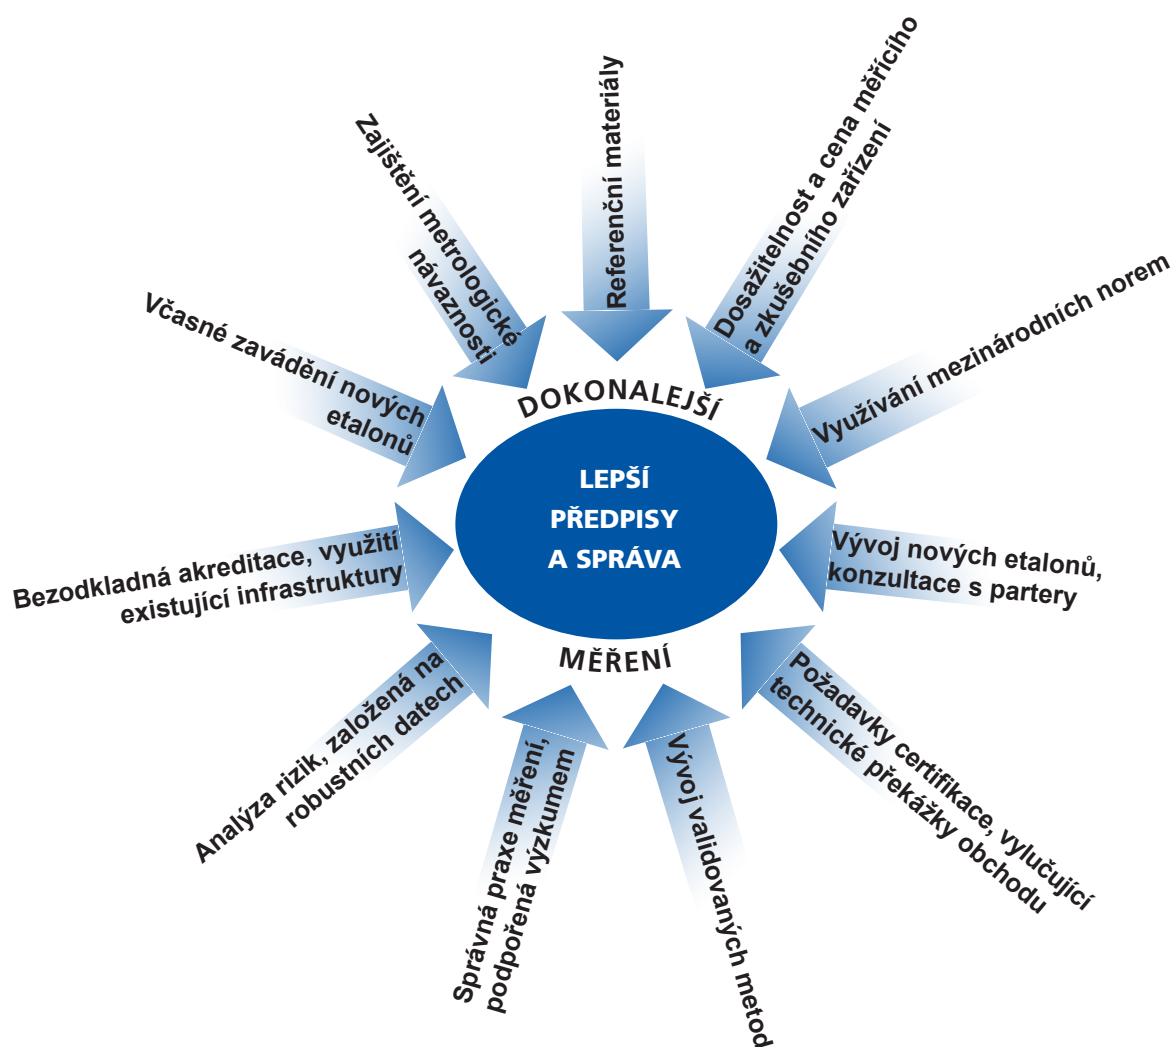 Referenční materiály
Dosažitelnost a cena měřícího
a zkušebního zařízení
Využívání mezinárodních norem
Vývoj nových etalonů,
konzultace s partery
Požadavky certifikace, vylučující
technické překážky obchodu
Vývoj validovaných metod
Správná praxe měření,
podpořená výzkumem
Analýza rizik, založená na
robustních datech
Bezodkladná akreditace, využití
existující infrastruktury
Včasné zavádění nových
etalonů
Zajištění metrologické
návaznosti
DOKONALEJŠÍ
LEPŠÍ
PŘEDPISY
A SPRÁVA
MĚŘENÍ